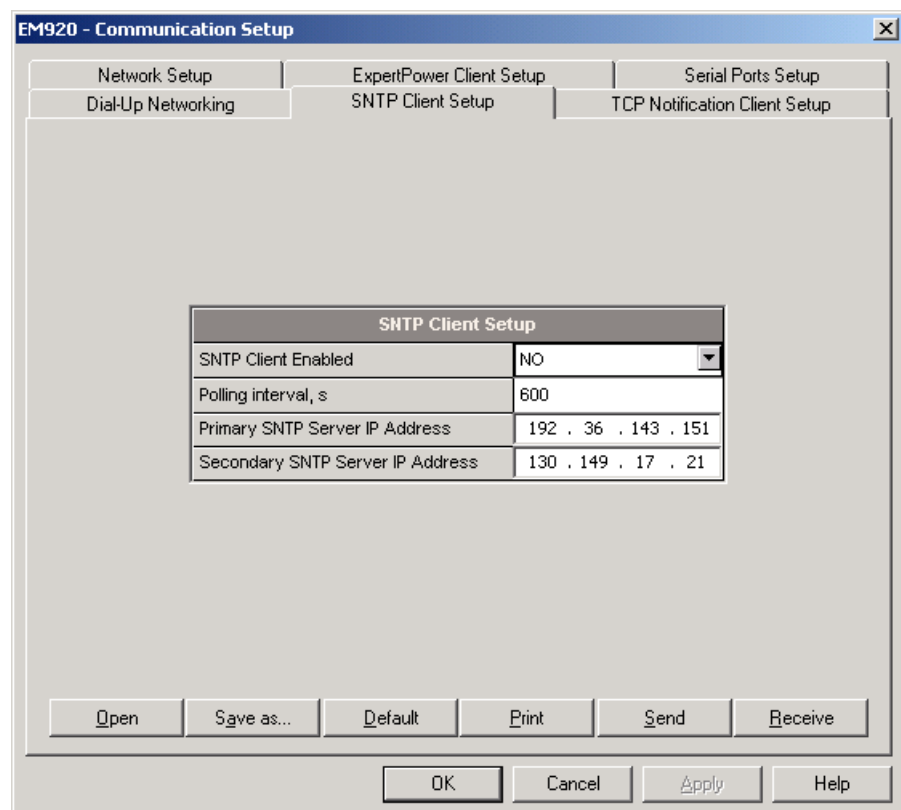 EM920 - Communication Setup
Network Setup
ExpertPower Client Setup
Serial Ports Setup
Dial-Up Networking
SNTP Client Setup
TCP Notification Client Setup
SNTP Client Setup
SNTP Client Enabled NO
Polling interval, s 600
Primary SNTP Server IP Address 192 . 36 . 143 . 151
Secondary SNTP Server IP Address 130 . 149 . 17 . 21
Open Save as... Default Print Send Receive
OK Cancel Apply Help